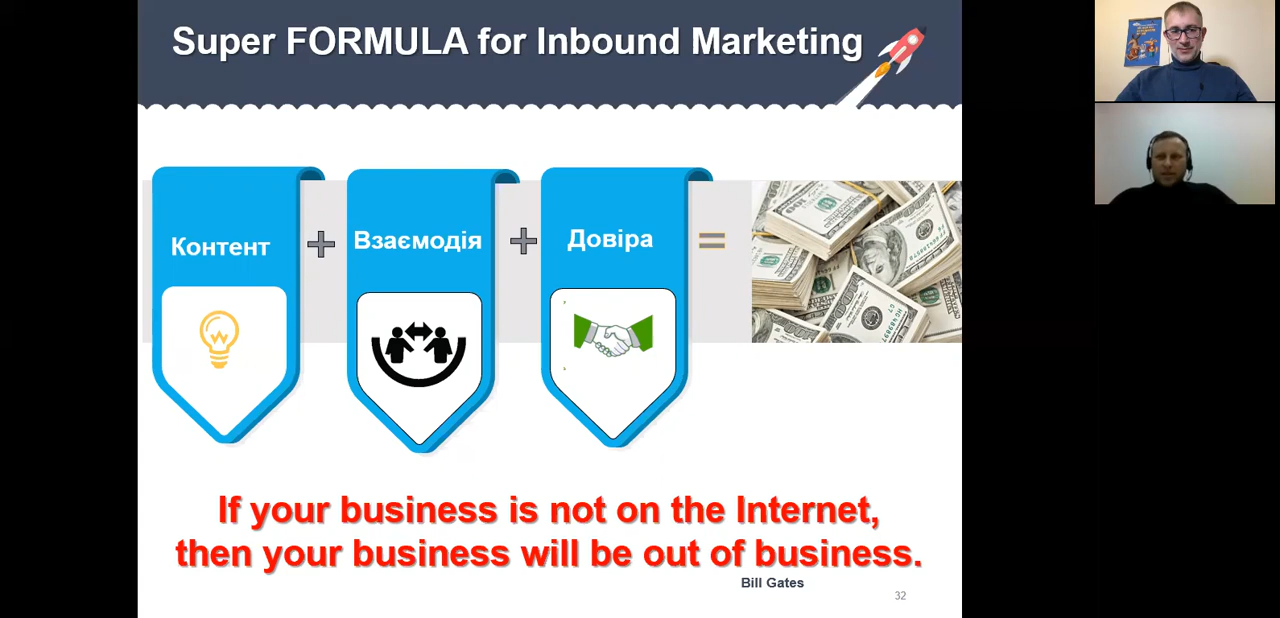 Super FORMULA for Inbound Marketing
Контент + Взаємодія + Довіра =
If your business is not on the Internet,
then your business will be out of business.
Bill Gates
32